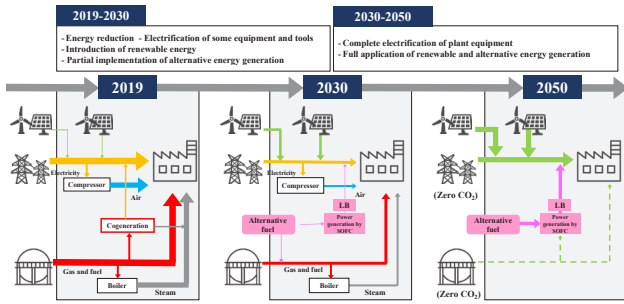 2019-2030
2030-2050
- Energy reduction - Electrification of some equipment and tools
- Introduction of renewable energy
- Partial implementation of alternative energy generation
- Complete electrification of plant equipment
- Full application of renewable and alternative energy generation
2019
2030
2050
Electricity
Compressor
Air
Cogeneration
Gas and fuel
Boiler
Steam
Electricity
Compressor
Air
LB
Alternative
fuel
Power
generation by
SOFC
Gas and fuel
Boiler
Steam
(Zero CO₂)
LB
Alternative
fuel
Power
generation by
SOFC
(Zero CO₂)